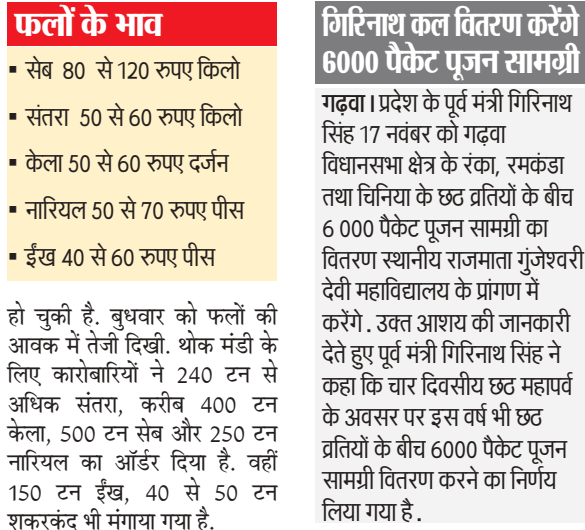 फलों के भाव
▪ सेब 80 से 120 रुपए किलो
▪ संतरा 50 से 60 रुपए किलो
▪ केला 50 से 60 रुपए दर्जन
▪ नारियल 50 से 70 रुपए पीस
▪ ईंख 40 से 60 रुपए पीस
हो चुकी है. बुधवार को फलों की
आवक में तेजी दिखी. थोक मंडी के
लिए कारोबारियों ने 240 टन से
अधिक संतरा, करीब 400 टन
केला, 500 टन सेब और 250 टन
नारियल का ऑर्डर दिया है. वहीं
150 टन ईंख, 40 से 50 टन
शकरकंद भी मंगाया गया है.
गिरिनाथ कल वितरण करेंगे
6000 पैकेट पूजन सामग्री
गढ़वा। प्रदेश के पूर्व मंत्री गिरिनाथ
सिंह 17 नवंबर को गढ़वा
विधानसभा क्षेत्र के रंका, रमकंडा
तथा चिनिया के छठ व्रतियों के बीच
6 000 पैकेट पूजन सामग्री का
वितरण स्थानीय राजमाता गुंजेश्वरी
देवी महाविद्यालय के प्रांगण में
करेंगे. उक्त आशय की जानकारी
देते हुए पूर्व मंत्री गिरिनाथ सिंह ने
कहा कि चार दिवसीय छठ महापर्व
के अवसर पर इस वर्ष भी छठ
व्रतियों के बीच 6000 पैकेट पूजन
सामग्री वितरण करने का निर्णय
लिया गया है.